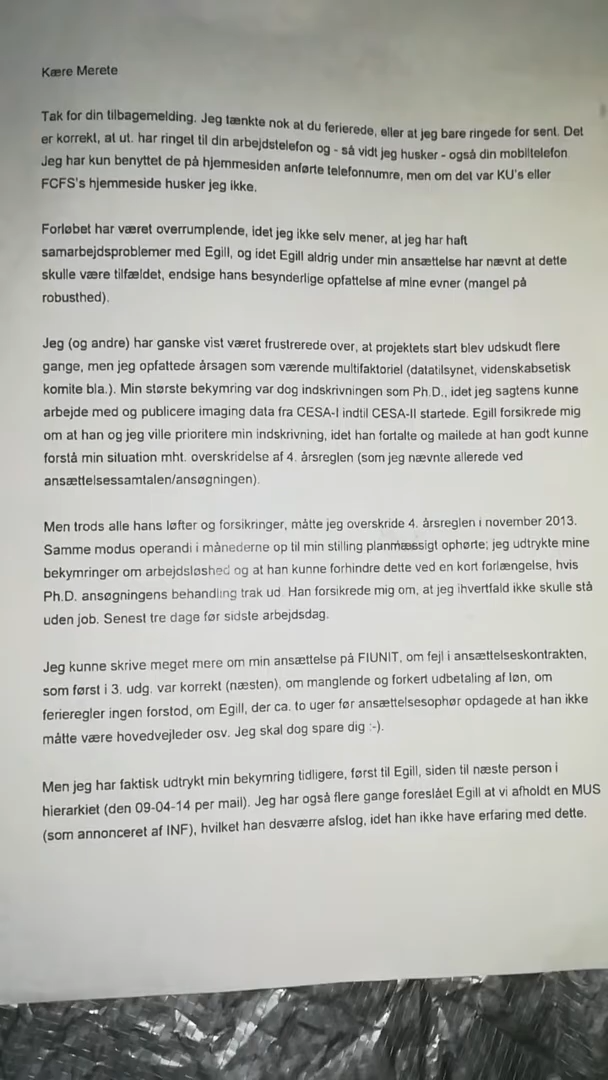 Kære Merete
Tak for din tilbagemelding. Jeg tænkte nok at du ferierede, eller at jeg bare ringede for sent. Det
er korrekt, at ut. har ringet til din arbejdstelefon og - så vidt jeg husker - også din mobiltelefon.
Jeg har kun benyttet de på hjemmesiden anførte telefonnumre, men om det var KU's eller
FCFS's hjemmeside husker jeg ikke.
Forløbet har været overrumplende, idet jeg ikke selv mener, at jeg har haft
samarbejdsproblemer med Egill, og idet Egill aldrig under min ansættelse har nævnt at dette
skulle være tilfældet, endsige hans besynderlige opfattelse af mine evner (mangel på
robusthed).
Jeg (og andre) har ganske vist været frustrerede over, at projektets start blev udskudt flere
gange, men jeg opfattede årsagen som værende multifaktoriel (datatilsynet, videnskabsetisk
komite bla.). Min største bekymring var dog indskrivningen som Ph.D., idet jeg sagtens kunne
arbejde med og publicere imaging data fra CESA-I indtil CESA-II startede. Egill forsikrede mig
om at han og jeg ville prioritere min indskrivning, idet han fortalte og mailede at han godt kunne
forstå min situation mht. overskridelse af 4. årsreglen (som jeg nævnte allerede ved
ansættelsessamtalen/ansøgningen).
Men trods alle hans løfter og forsikringer, måtte jeg overskride 4. årsreglen i november 2013.
Samme modus operandi i månederne op til min stilling planmæssigt ophørte; jeg udtrykte mine
bekymringer om arbejdsløshed og at han kunne forhindre dette ved en kort forlængelse, hvis
Ph.D. ansøgningens behandling trak ud. Han forsikrede mig om, at jeg ihvertfald ikke skulle stå
uden job. Senest tre dage før sidste arbejdsdag.
Jeg kunne skrive meget mere om min ansættelse på FIUNIT, om fejl i ansættelseskontrakten,
som først i 3. udg. var korrekt (næsten), om manglende og forkert udbetaling af løn, om
ferieregler ingen forstod, om Egill, der ca. to uger før ansættelsesophør opdagede at han ikke
måtte være hovedvejleder osv. Jeg skal dog spare dig :-).
Men jeg har faktisk udtrykt min bekymring tidligere, først til Egill, siden til næste person i
hierarkiet (den 09-04-14 per mail). Jeg har også flere gange foreslået Egill at vi afholdt en MUS
(som annonceret af INF), hvilket han desværre afslog, idet han ikke have erfaring med dette.